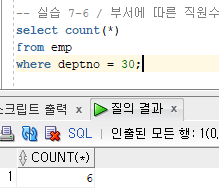 -- 실습 7-6 / 부서에 따른 직원수
select count(*)
from emp
where deptno = 30;
스크립트 출력 × 질의 결과 ×
SQL | 인출된 모든 행: 1(0,
COUNT(*)
1 6